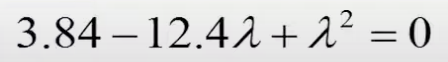 3.84 − 12.4λ + λ² = 0